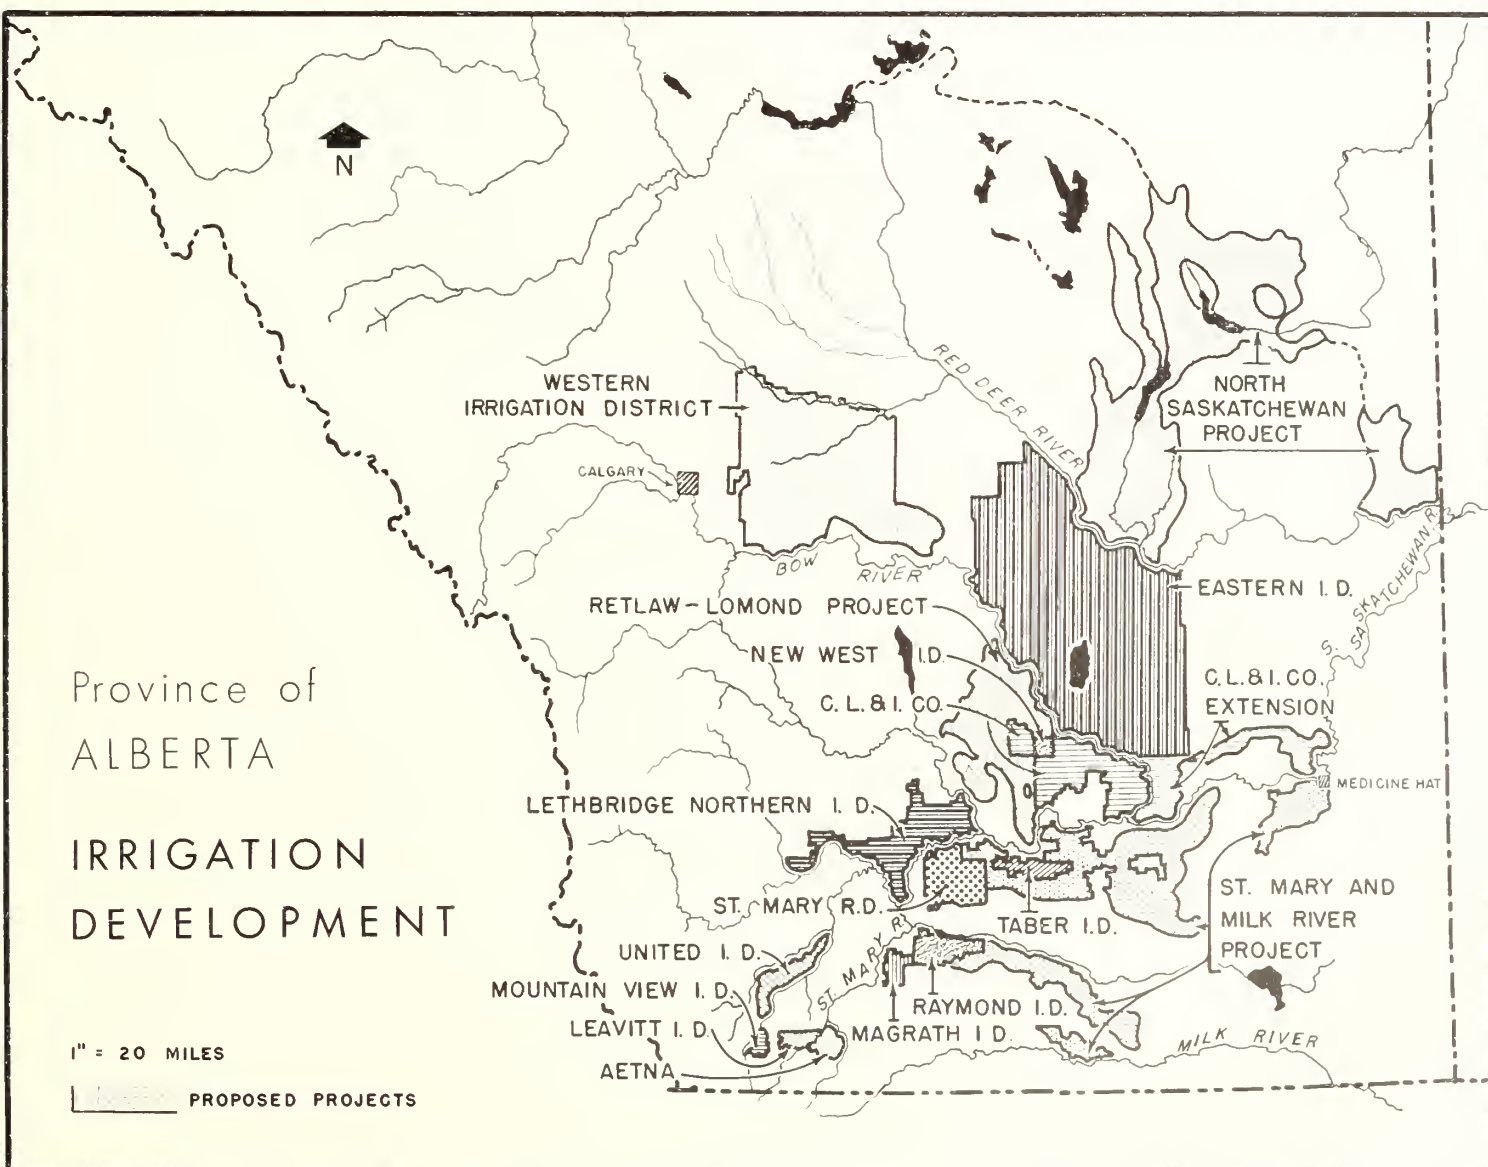 N
WESTERN
IRRIGATION DISTRICT
CALGARY
RED DEER RIVER
NORTH
SASKATCHEWAN
PROJECT
BOW RIVER
S. SASKATCHEWAN R.
EASTERN I. D.
RETLAW-LOMOND PROJECT
NEW WEST I.D.
C. L. & I. CO.
C. L. & I. CO.
EXTENSION
MEDICINE HAT
Province of
ALBERTA
IRRIGATION
DEVELOPMENT
LETHBRIDGE NORTHERN I. D.
ST. MARY R.D.
TABER I.D.
ST. MARY AND
MILK RIVER
PROJECT
UNITED I. D.
ST. MARY R.
MOUNTAIN VIEW I. D.
RAYMOND I.D.
LEAVITT I. D.
MAGRATH I D.
MILK RIVER
AETNA
1" = 20 MILES
PROPOSED PROJECTS